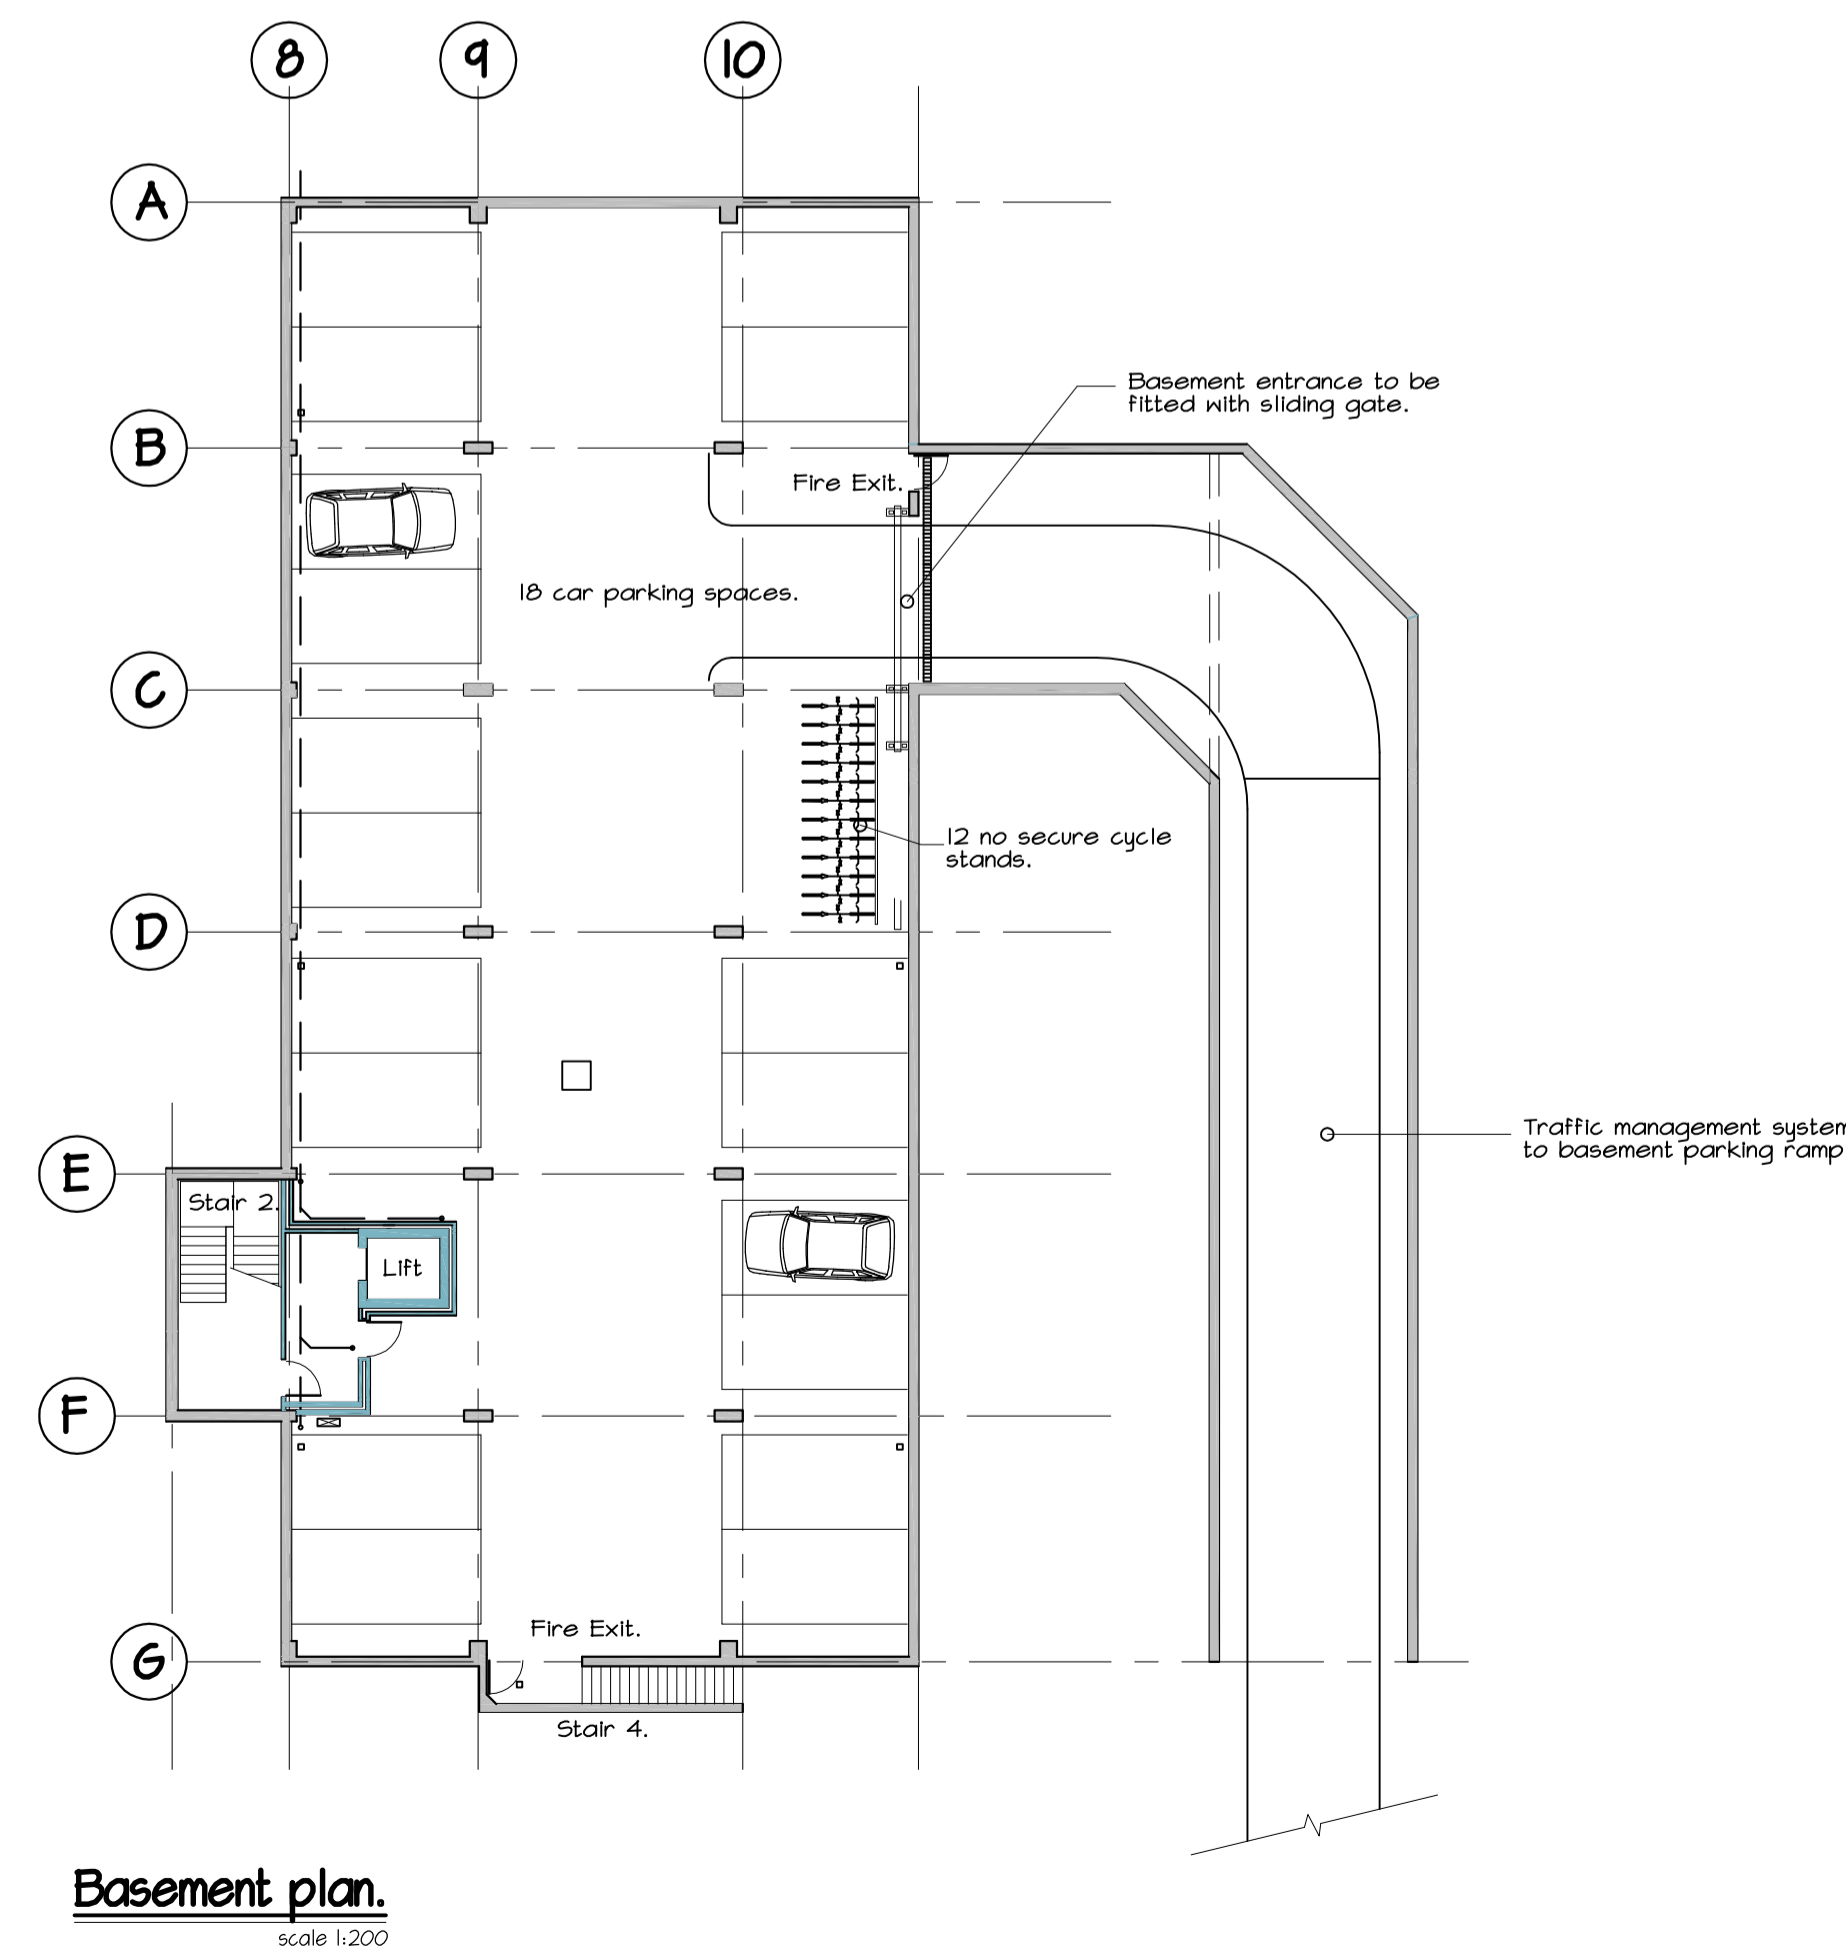 8
9
10
A
Basement entrance to be
fitted with sliding gate.
B
Fire Exit.
18 car parking spaces.
C
12 no secure cycle
stands.
D
Traffic management system
to basement parking ramp
E
Stair 2.
Lift
F
Fire Exit.
G
Stair 4.
Basement plan.
scale 1:200